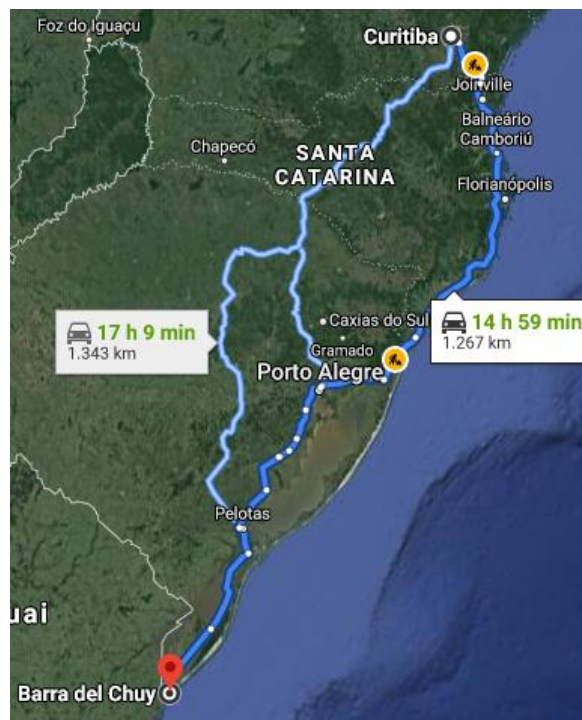 Foz do Iguaçu
Curitiba
Joinville
Balneário
Camboriú
Chapecó
SANTA
CATARINA
Florianópolis
17 h 9 min
1.343 km
Caxias do Sul
14 h 59 min
1.267 km
Gramado
Porto Alegre
Pelotas
uai
Barra del Chuy